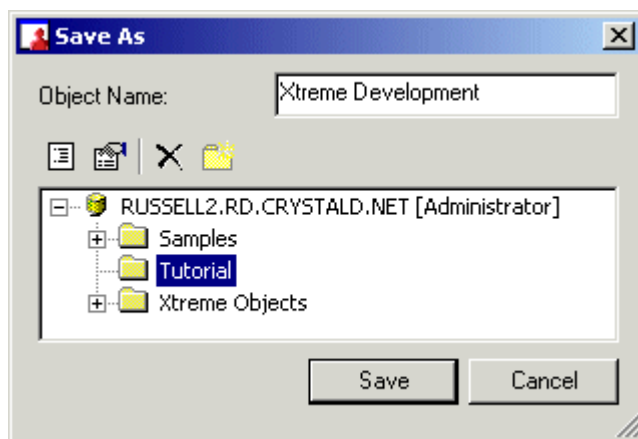 Save As
Object Name: Xtreme Development
RUSSELL2.RD.CRYSTALD.NET [Administrator]
Samples
Tutorial
Xtreme Objects
Save Cancel